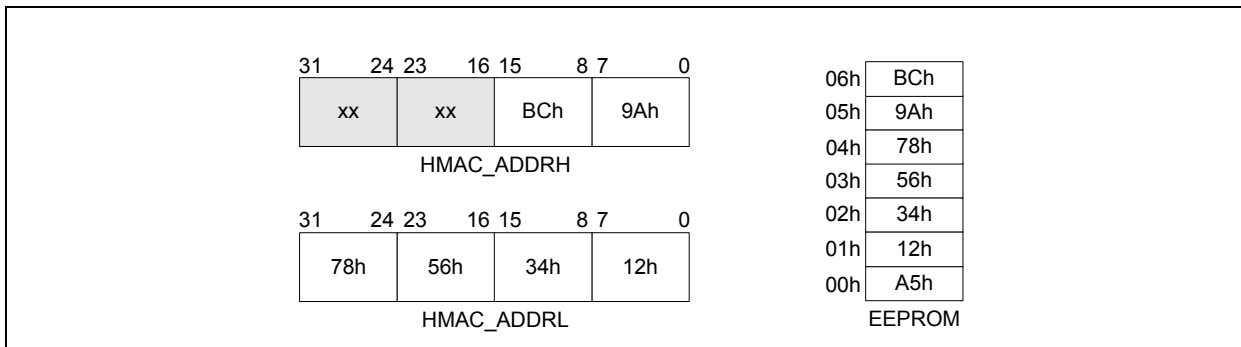 31 24 23 16 15 8 7 0
xx xx BCh 9Ah
HMAC_ADDRH
31 24 23 16 15 8 7 0
78h 56h 34h 12h
HMAC_ADDRL
06h BCh
05h 9Ah
04h 78h
03h 56h
02h 34h
01h 12h
00h A5h
EEPROM